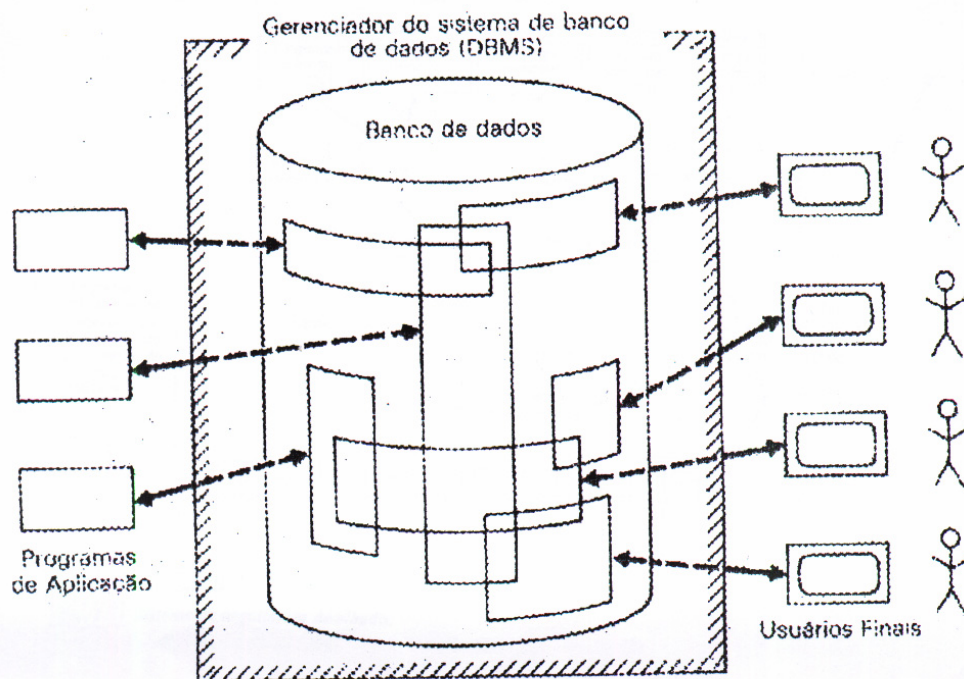 Gerenciador do sistema de banco
de dados (DBMS)
Banco de dados
Programas
de Aplicação
Usuários Finais